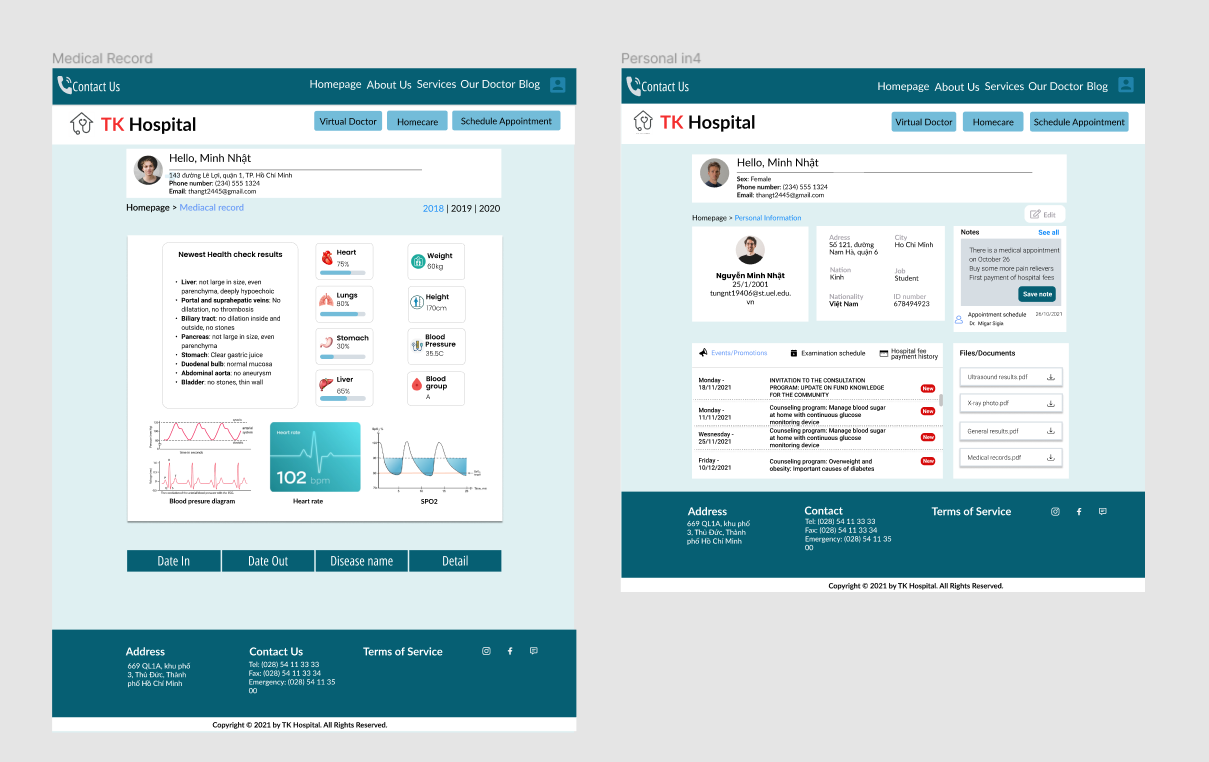 Medical Record
Contact Us
Homepage About Us Services Our Doctor Blog
TK Hospital
Virtual Doctor
Homecare
Schedule Appointment
Hello, Minh Nhật
143 đường Lê Lợi, quận 1, TP. Hồ Chí Minh
Phone number: (234) 555 1324
Email: thangt2445@gmail.com
Homepage > Mediacal record
2018 | 2019 | 2020
Newest Health check results
• Liver: not large in size, even
parenchyma, deeply hypoechoic
• Portal and suprahepatic veins: No
dilatation, no thrombosis
• Biliary tract: no dilation inside and
outside, no stones
• Pancreas: not large in size, even
parenchyma
• Stomach: Clear gastric juice
• Duodenal bulb: normal mucosa
• Abdominal aorta: no aneurysm
• Bladder: no stones, thin wall
Heart
75%
Lungs
80%
Stomach
30%
Liver
65%
Weight
60kg
Height
170cm
Blood
Pressure
35.5C
Blood
group
A
Blood presure diagram
Heart rate
102 bpm
Heart rate
SPO2
Date In
Date Out
Disease name
Detail
Address
669 QL1A, khu phố
3, Thủ Đức, Thành
phố Hồ Chí Minh
Contact Us
Tel: (028) 54 11 33 33
Fax: (028) 54 11 33 34
Emergency: (028) 54 11 35
00
Terms of Service
Copyright © 2021 by TK Hospital. All Rights Reserved.
Personal in4
Contact Us
Homepage About Us Services Our Doctor Blog
TK Hospital
Virtual Doctor
Homecare
Schedule Appointment
Hello, Minh Nhật
Sex: Female
Phone number: (234) 555 1324
Email: thangt2445@gmail.com
Homepage > Personal Information
Edit
Nguyễn Minh Nhật
25/1/2001
tungnt19406@st.uel.edu.
vn
Adress
Số 121, đường
Nam Hà, quận 6
City
Ho Chi Minh
Nation
Kinh
Job
Student
Nationality
Việt Nam
ID number
678494923
Notes
See all
There is a medical appointment
on October 26
Buy some more pain relievers
First payment of hospital fees
Save note
Appointment schedule
26/10/2021
Dr. Migar Sigia
Events/Promotions
Examination schedule
Hospital fee
payment history
Monday -
18/11/2021
INVITATION TO THE CONSULTATION
PROGRAM: UPDATE ON FUND KNOWLEDGE
FOR THE COMMUNITY
New
Monday -
11/11/2021
Counseling program: Manage blood sugar
at home with continuous glucose
monitoring device
New
Wesnesday -
25/11/2021
Counseling program: Manage blood sugar
at home with continuous glucose
monitoring device
New
Friday -
10/12/2021
Counseling program: Overweight and
obesity: Important causes of diabetes
New
Files/Documents
Ultrasound results.pdf
X-ray photo.pdf
General results.pdf
Medical records.pdf
Address
669 QL1A, khu phố
3, Thủ Đức, Thành
phố Hồ Chí Minh
Contact
Tel: (028) 54 11 33 33
Fax: (028) 54 11 33 34
Emergency: (028) 54 11 35
00
Terms of Service
Copyright © 2021 by TK Hospital. All Rights Reserved.